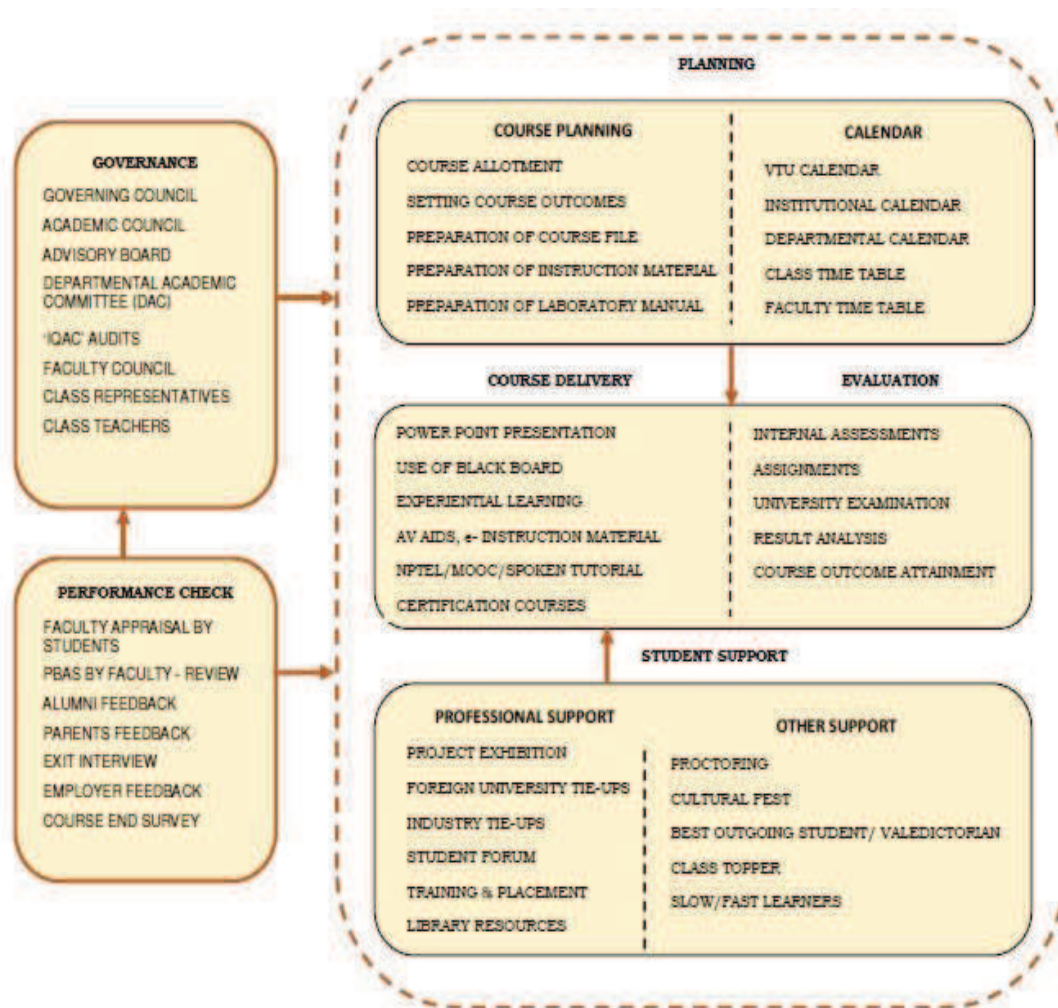 GOVERNANCE
GOVERNING COUNCIL
ACADEMIC COUNCIL
ADVISORY BOARD
DEPARTMENTAL ACADEMIC
COMMITTEE (DAC)
'IQAC' AUDITS
FACULTY COUNCIL
CLASS REPRESENTATIVES
CLASS TEACHERS
PERFORMANCE CHECK
FACULTY APPRAISAL BY
STUDENTS
PBAS BY FACULTY - REVIEW
ALUMNI FEEDBACK
PARENTS FEEDBACK
EXIT INTERVIEW
EMPLOYER FEEDBACK
COURSE END SURVEY
PLANNING
COURSE PLANNING
COURSE ALLOTMENT
SETTING COURSE OUTCOMES
PREPARATION OF COURSE FILE
PREPARATION OF INSTRUCTION MATERIAL
PREPARATION OF LABORATORY MANUAL
CALENDAR
VTU CALENDAR
INSTITUTIONAL CALENDAR
DEPARTMENTAL CALENDAR
CLASS TIME TABLE
FACULTY TIME TABLE
COURSE DELIVERY
POWER POINT PRESENTATION
USE OF BLACK BOARD
EXPERIENTIAL LEARNING
AV AIDS, e- INSTRUCTION MATERIAL
NPTEL/MOOC/SPOKEN TUTORIAL
CERTIFICATION COURSES
EVALUATION
INTERNAL ASSESSMENTS
ASSIGNMENTS
UNIVERSITY EXAMINATION
RESULT ANALYSIS
COURSE OUTCOME ATTAINMENT
STUDENT SUPPORT
PROFESSIONAL SUPPORT
PROJECT EXHIBITION
FOREIGN UNIVERSITY TIE-UPS
INDUSTRY TIE-UPS
STUDENT FORUM
TRAINING & PLACEMENT
LIBRARY RESOURCES
OTHER SUPPORT
PROCTORING
CULTURAL FEST
BEST OUTGOING STUDENT/ VALEDICTORIAN
CLASS TOPPER
SLOW/FAST LEARNERS